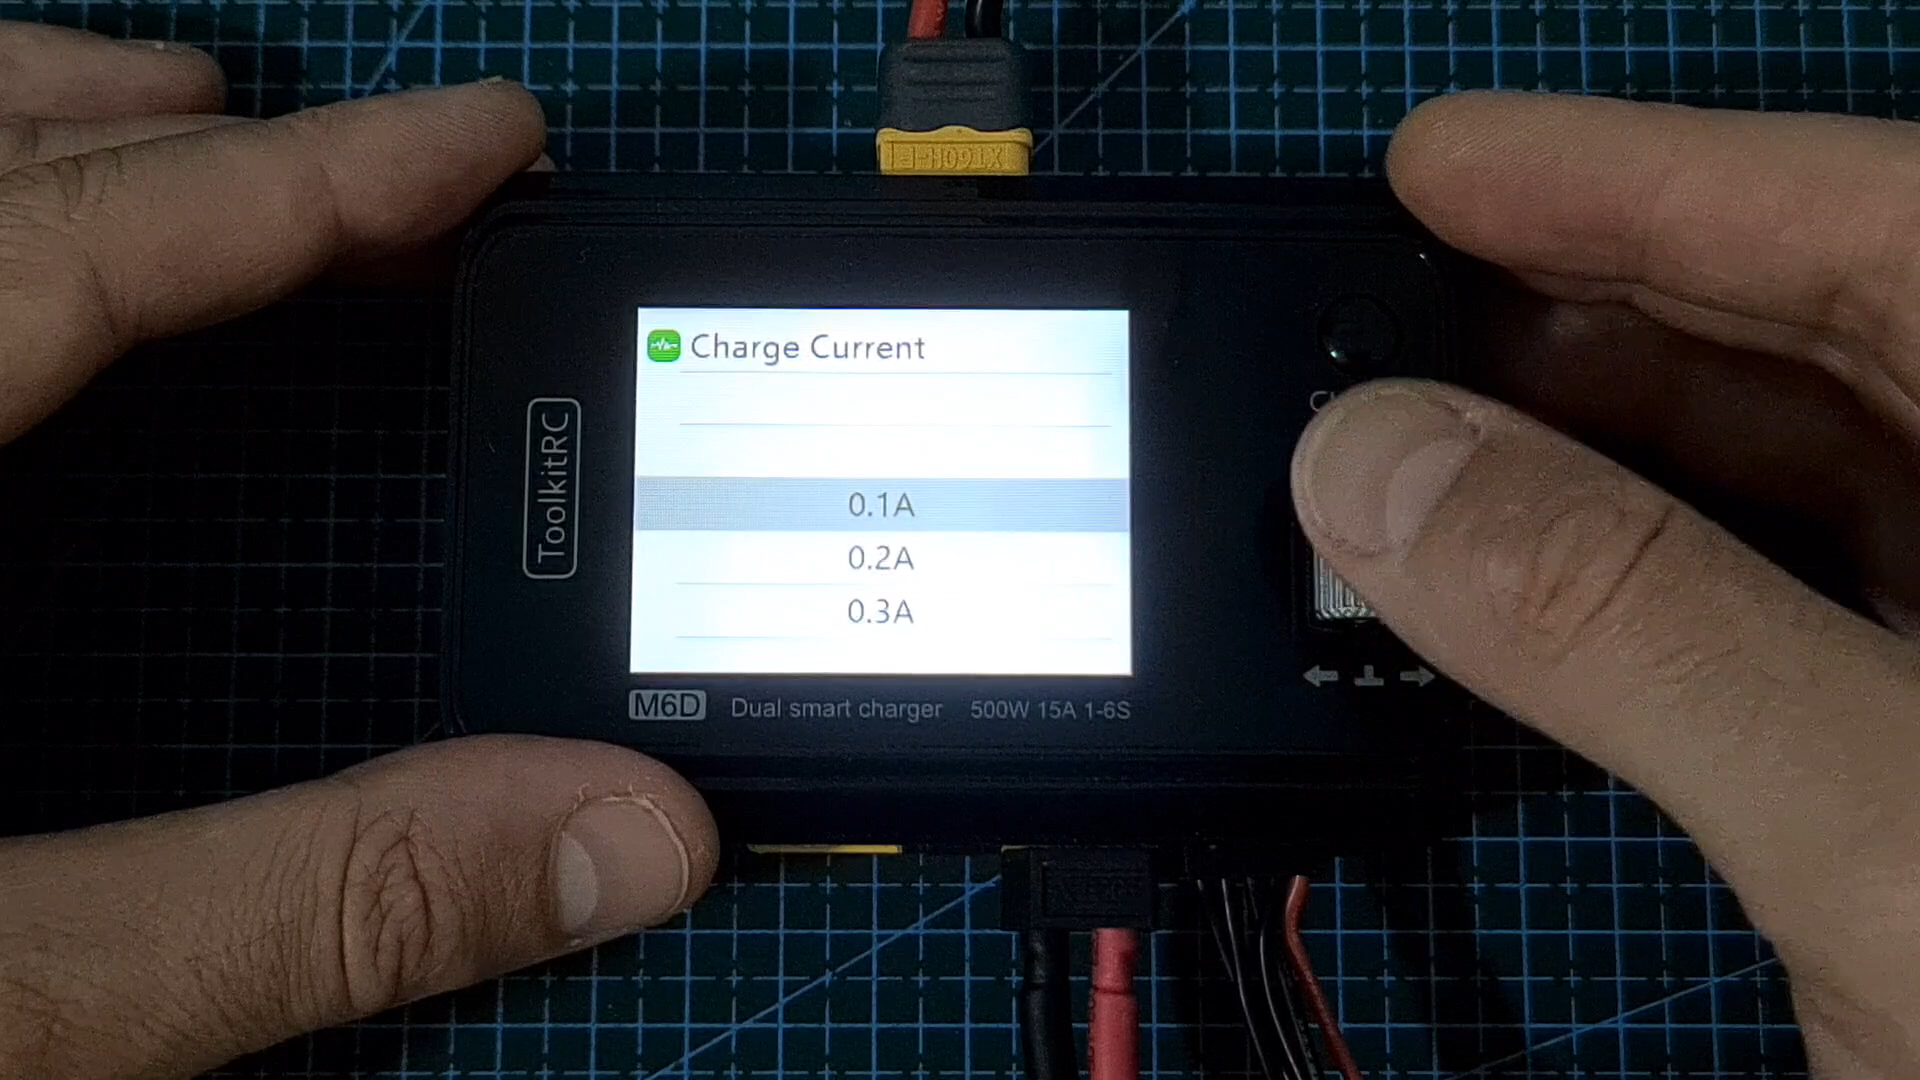 XT60H-F
Charge Current
0.1A
0.2A
0.3A
ToolkitRC
M6D Dual smart charger 500W 15A 1-6S